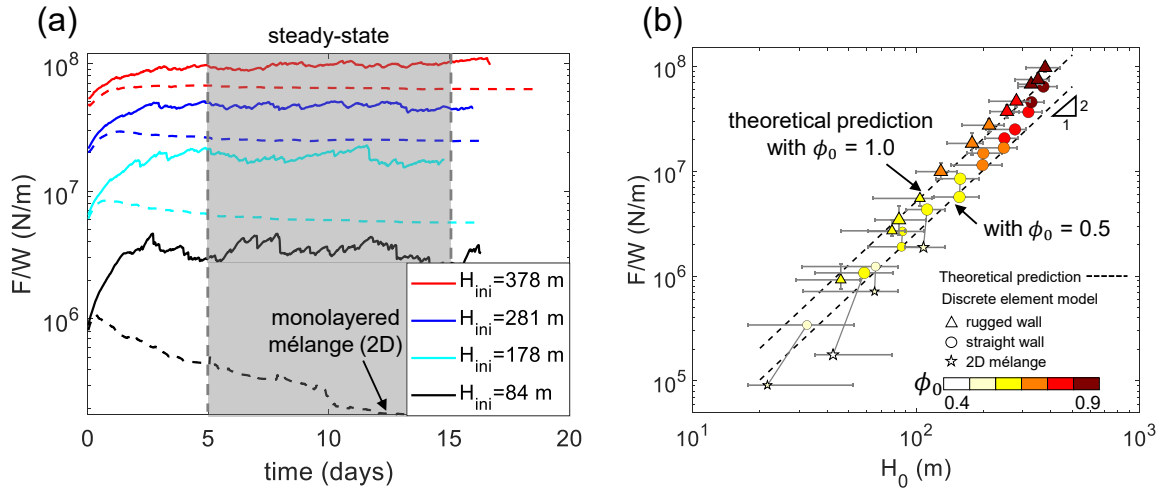 (a)
steady-state
10^8
10^7
10^6
F/W (N/m)
H_ini=378 m
H_ini=281 m
H_ini=178 m
H_ini=84 m
monolayered
mélange (2D)
0
5
10
15
20
time (days)
(b)
10^8
10^7
10^6
10^5
F/W (N/m)
theoretical prediction
with ϕ_0 = 1.0
2
1
with ϕ_0 = 0.5
Theoretical prediction
Discrete element model
rugged wall
straight wall
2D mélange
ϕ_0
0.4
0.9
10^1
10^2
10^3
H_0 (m)